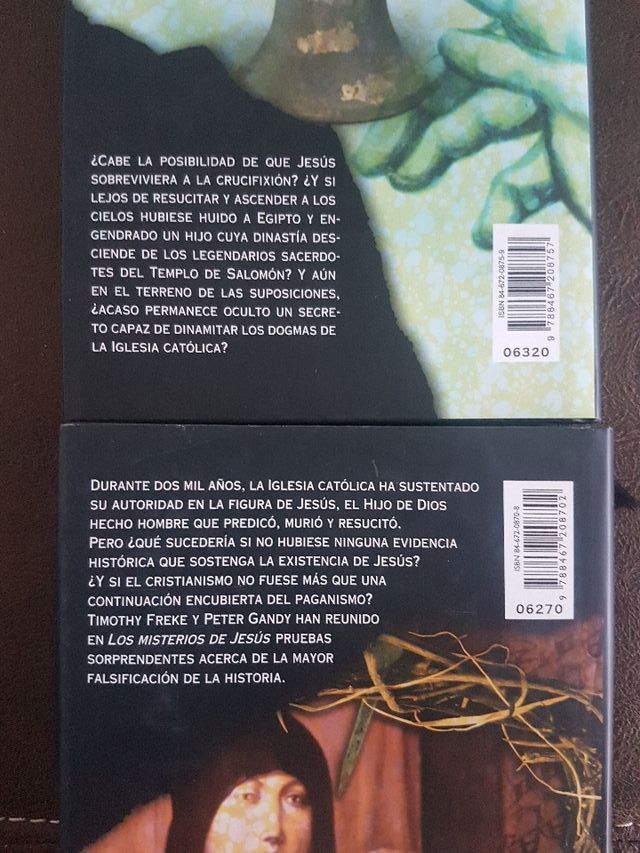 ¿CABE LA POSIBILIDAD DE QUE JESÚS
SOBREVIVIERA A LA CRUCIFIXIÓN? ¿Y SI
LEJOS DE RESUCITAR Y ASCENDER A LOS
CIELOS HUBIESE HUIDO A EGIPTO Y EN-
GENDRADO UN HIJO CUYA DINASTÍA DES-
CIENDE DE LOS LEGENDARIOS SACERDO-
TES DEL TEMPLO DE SALOMÓN? Y AÚN
EN EL TERRENO DE LAS SUPOSICIONES,
¿ACASO PERMANECE OCULTO UN SECRE-
TO CAPAZ DE DINAMITAR LOS DOGMAS DE
LA IGLESIA CATÓLICA?
ISBN 84-672-0875-9
9 788467 208757
06320
DURANTE DOS MIL AÑOS, LA IGLESIA CATÓLICA HA SUSTENTADO
SU AUTORIDAD EN LA FIGURA DE JESÚS, EL HIJO DE DIOS
HECHO HOMBRE QUE PREDICÓ, MURIÓ Y RESUCITÓ.
PERO ¿QUÉ SUCEDERÍA SI NO HUBIESE NINGUNA EVIDENCIA
HISTÓRICA QUE SOSTENGA LA EXISTENCIA DE JESÚS?
¿Y SI EL CRISTIANISMO NO FUESE MÁS QUE UNA
CONTINUACIÓN ENCUBIERTA DEL PAGANISMO?
TIMOTHY FREKE Y PETER GANDY HAN REUNIDO
EN LOS MISTERIOS DE JESÚS PRUEBAS
SORPRENDENTES ACERCA DE LA MAYOR
FALSIFICACIÓN DE LA HISTORIA.
ISBN 84-672-0870-8
9 788467 208702
06270